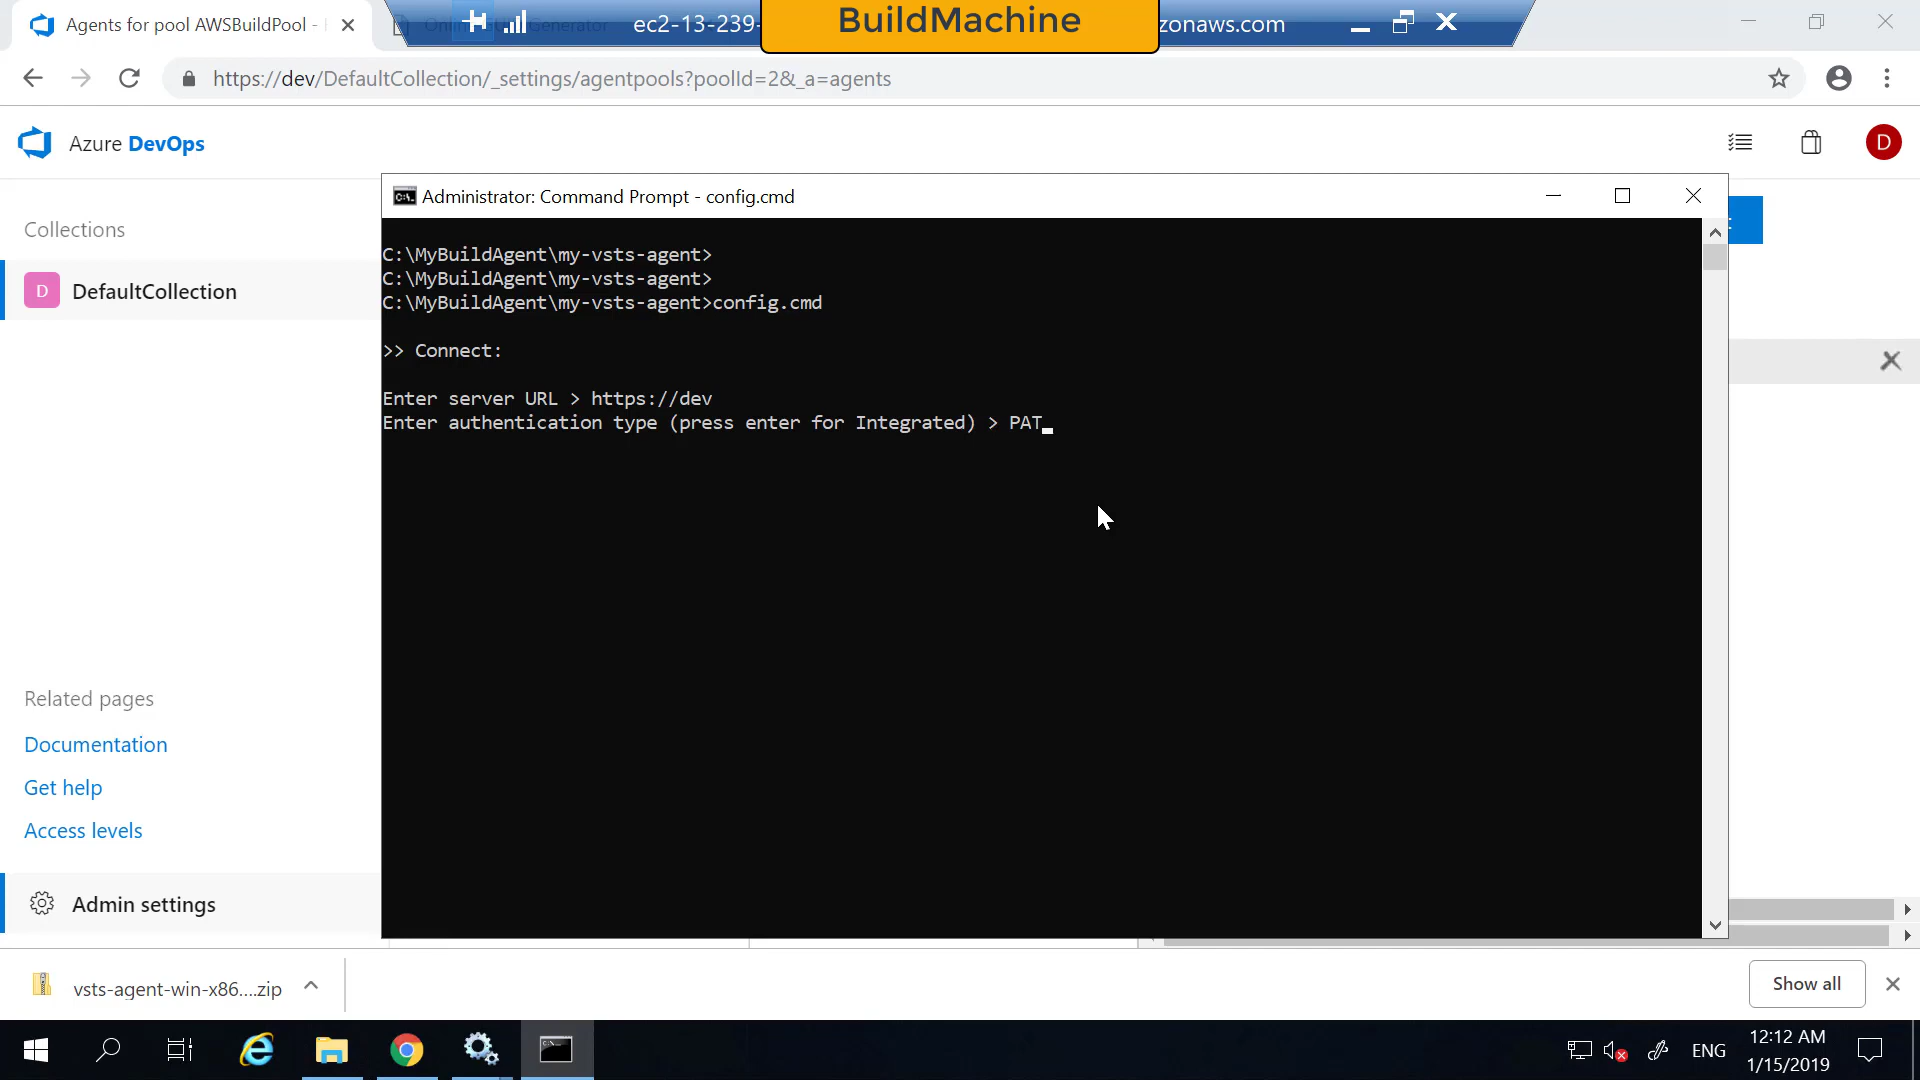 Agents for pool AWSBuildPool -
ec2-13-239-
BuildMachine
zonaws.com
https://dev/DefaultCollection/_settings/agentpools?poolId=2&_a=agents
Azure DevOps
D
Collections
D DefaultCollection
Administrator: Command Prompt - config.cmd
C:\MyBuildAgent\my-vsts-agent>
C:\MyBuildAgent\my-vsts-agent>
C:\MyBuildAgent\my-vsts-agent>config.cmd
>> Connect:
Enter server URL > https://dev
Enter authentication type (press enter for Integrated) > PAT
Related pages
Documentation
Get help
Access levels
Admin settings
vsts-agent-win-x86....zip
Show all
ENG
12:12 AM
1/15/2019